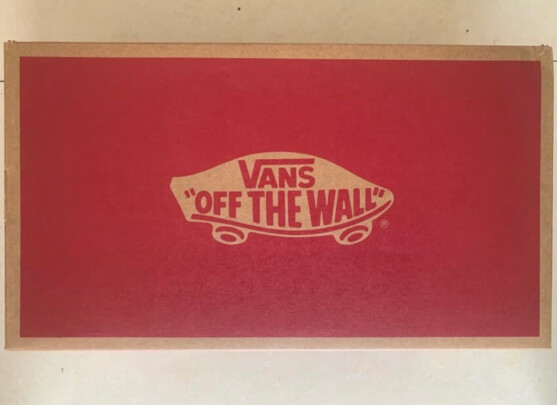 VANS
"OFF THE WALL"
®